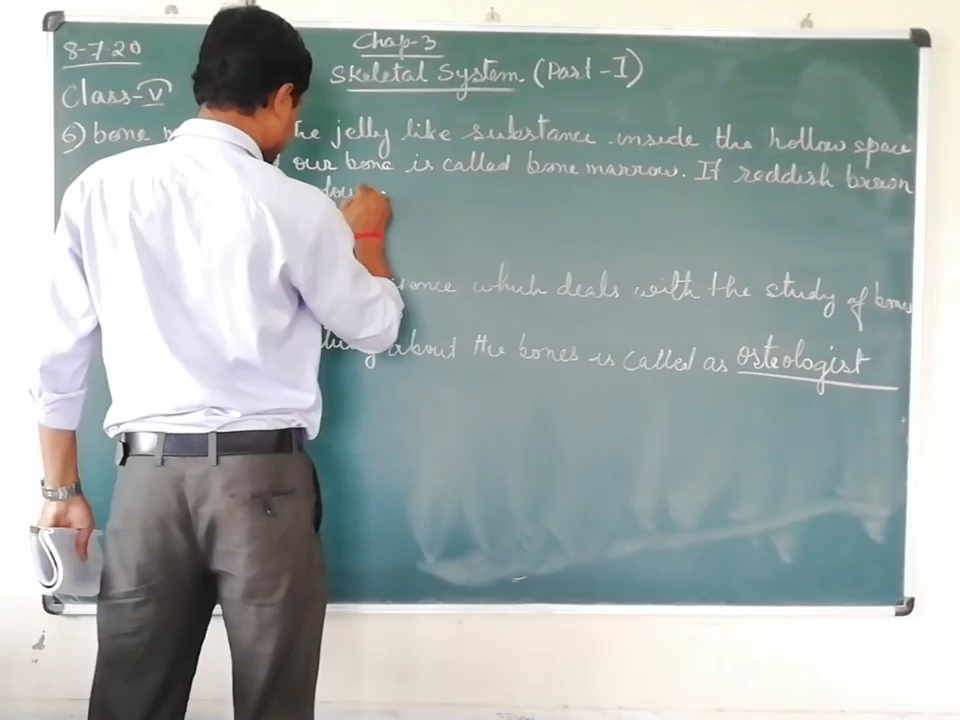 8-7-20
Chap-3
Skeletal System. (Part-I)
Class-V
6) bone jelly like substance inside the hollow space
our bone is called bone marrow. It reddish brown
which deals with the study of bones
about the bones is called as osteologist